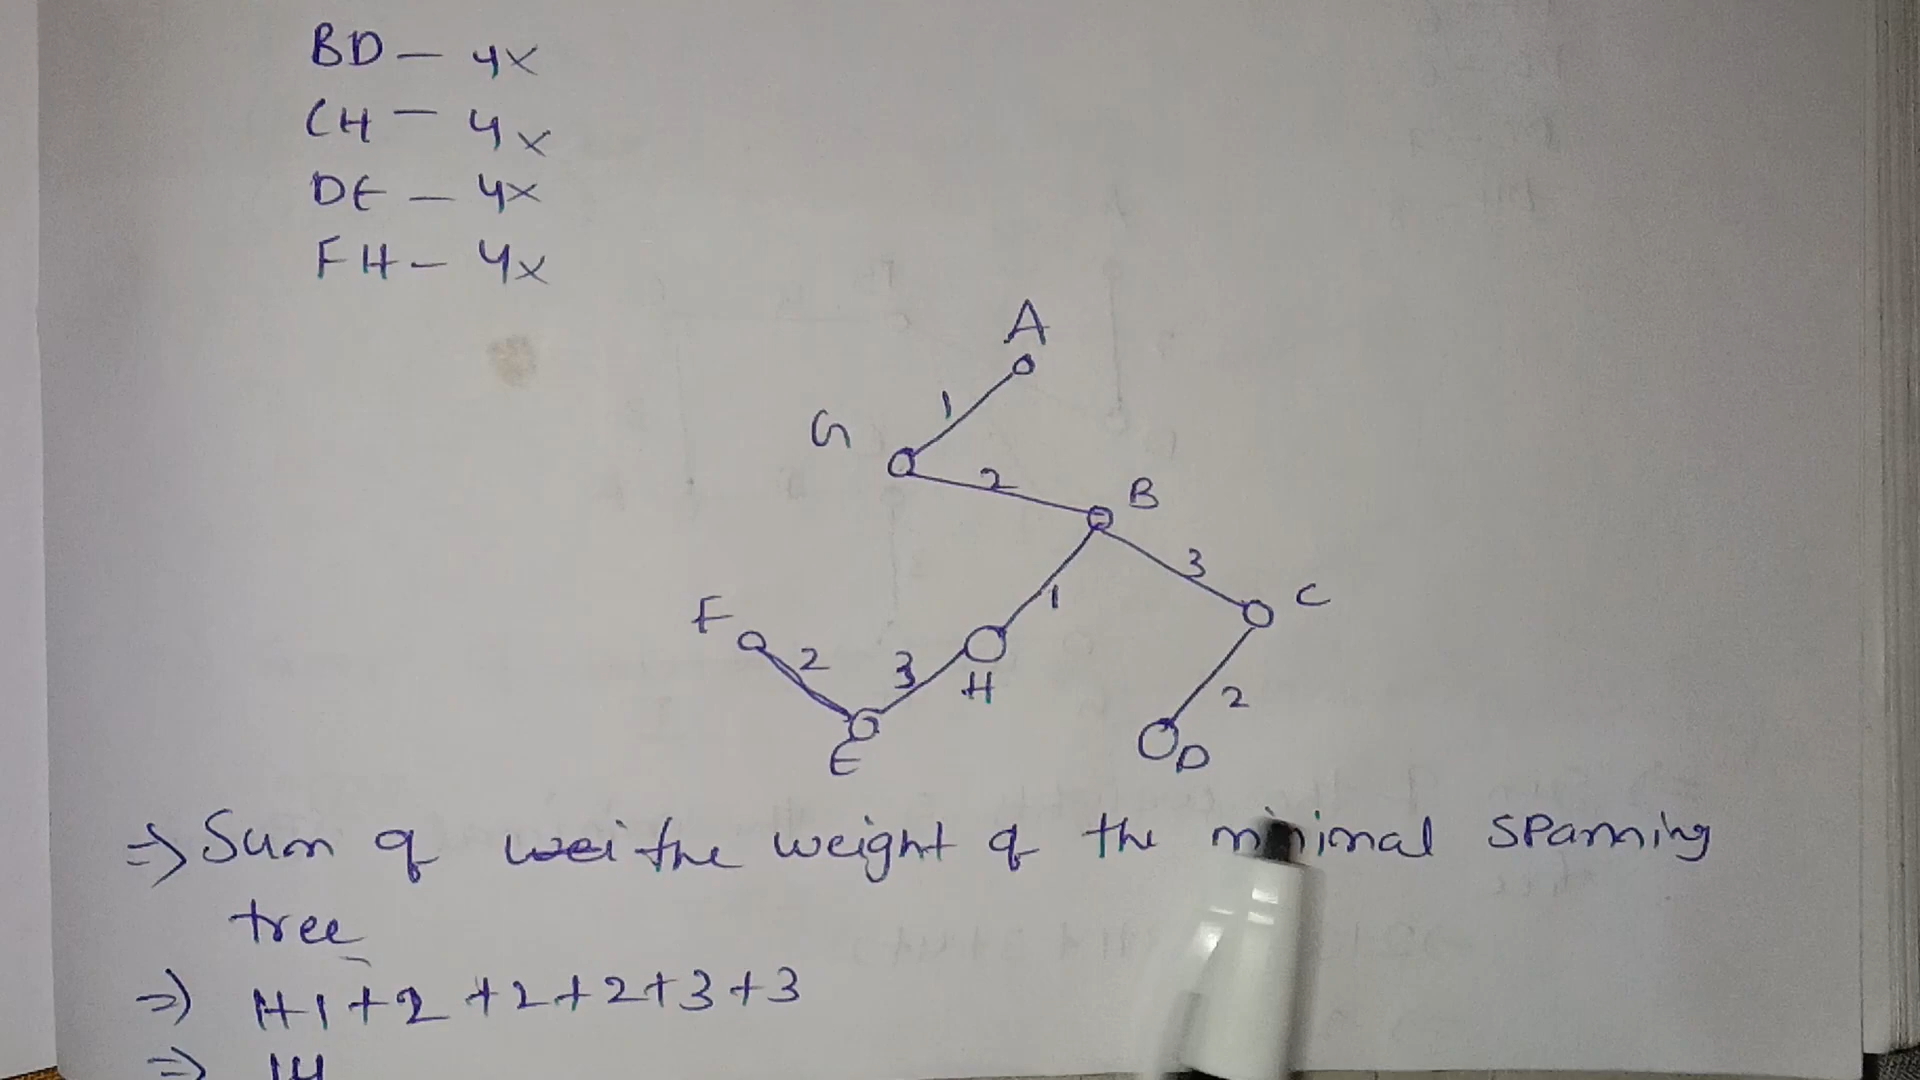 BD - 4x
CH - 4x
DE - 4x
FH - 4x
A
1
G
2
B
3
C
F
2
3
1
H
2
E
D
⇒ Sum of wei the weight of the minimal spanning
tree
⇒ 1+1+2+2+2+3+3
⇒ 14